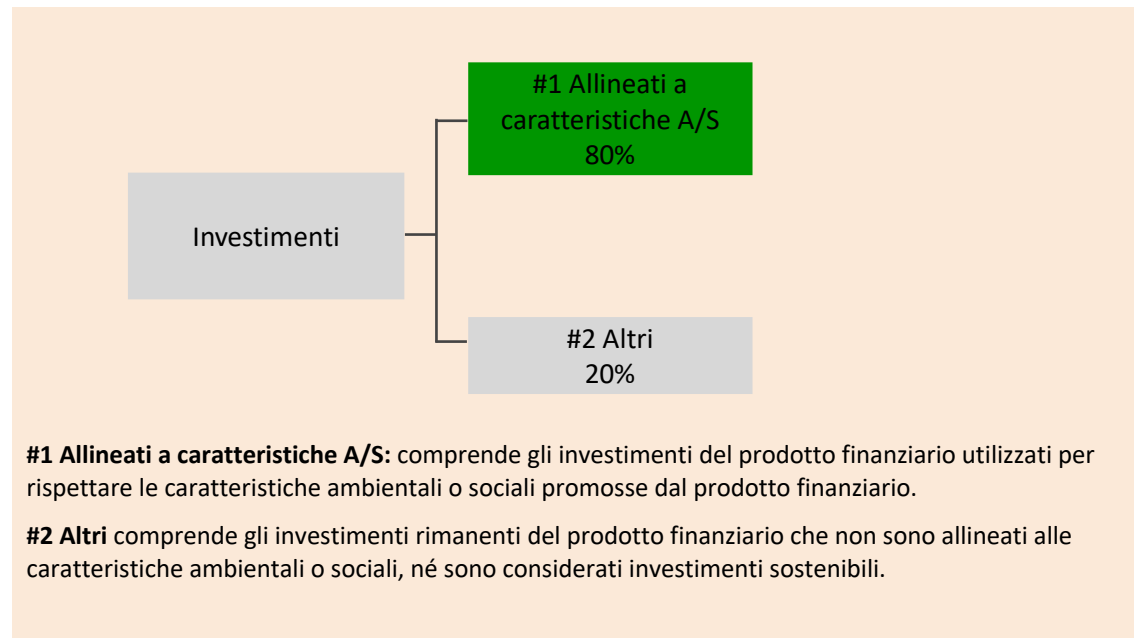 #1 Allineati a
caratteristiche A/S
80%
Investimenti
#2 Altri
20%
#1 Allineati a caratteristiche A/S: comprende gli investimenti del prodotto finanziario utilizzati per
rispettare le caratteristiche ambientali o sociali promosse dal prodotto finanziario.
#2 Altri comprende gli investimenti rimanenti del prodotto finanziario che non sono allineati alle
caratteristiche ambientali o sociali, né sono considerati investimenti sostenibili.